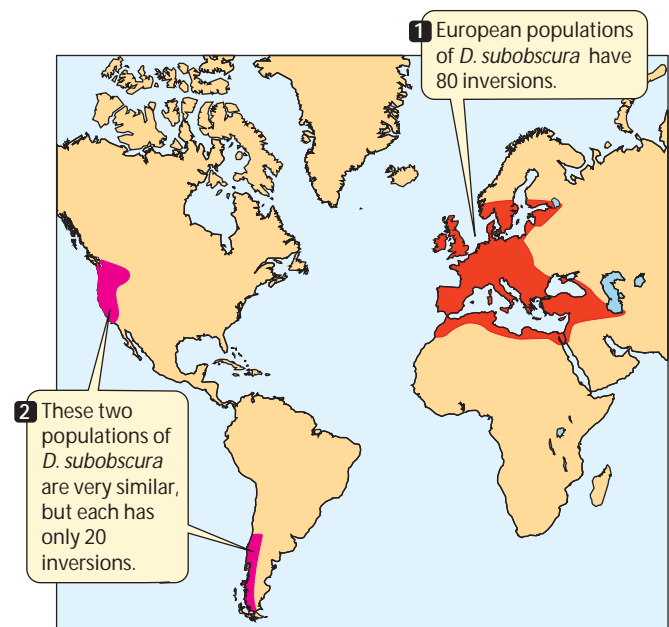 1 European populations
of D. subobscura have
80 inversions.
2 These two
populations of
D. subobscura
are very similar,
but each has
only 20
inversions.